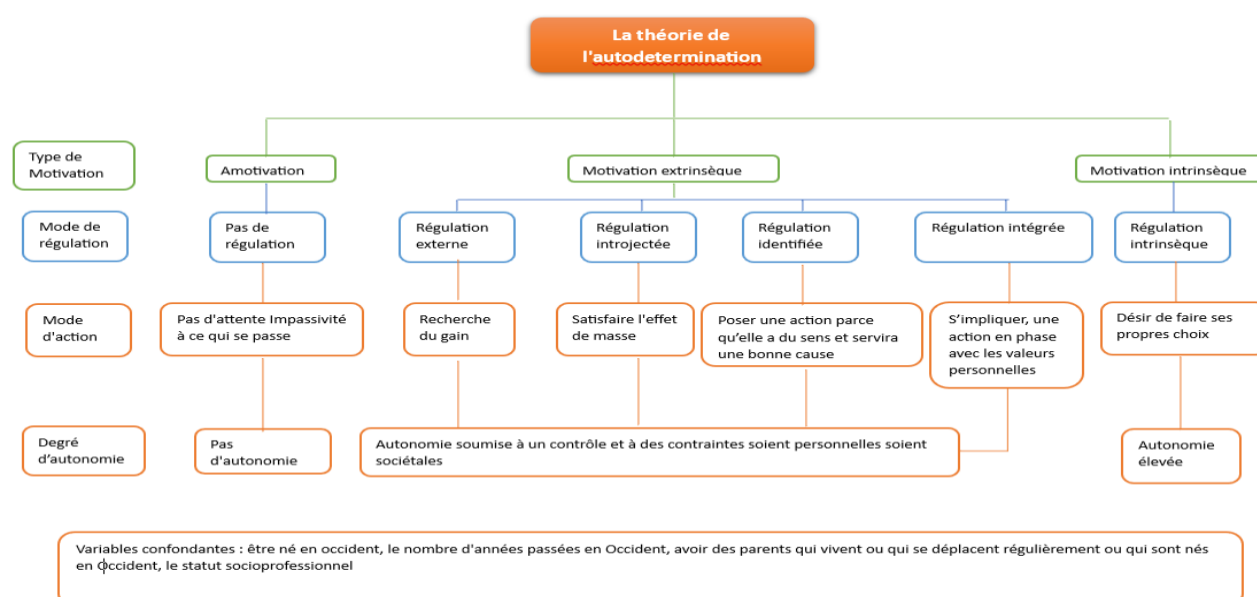 La théorie de
l'autodetermination
Type de
Motivation
Amotivation
Motivation extrinsèque
Motivation intrinsèque
Mode de
régulation
Pas de
régulation
Régulation
externe
Régulation
introjectée
Régulation
identifiée
Régulation intégrée
Régulation
intrinsèque
Mode
d'action
Pas d'attente Impassivité
à ce qui se passe
Recherche
du gain
Satisfaire l'effet
de masse
Poser une action parce
qu’elle a du sens et servira
une bonne cause
S’impliquer, une
action en phase
avec les valeurs
personnelles
Désir de faire ses
propres choix
Degré
d’autonomie
Pas
d'autonomie
Autonomie soumise à un contrôle et à des contraintes soient personnelles soient
sociétales
Autonomie
élevée
Variables confondantes : être né en occident, le nombre d'années passées en Occident, avoir des parents qui vivent ou qui se déplacent régulièrement ou qui sont nés
en Occident, le statut socioprofessionnel